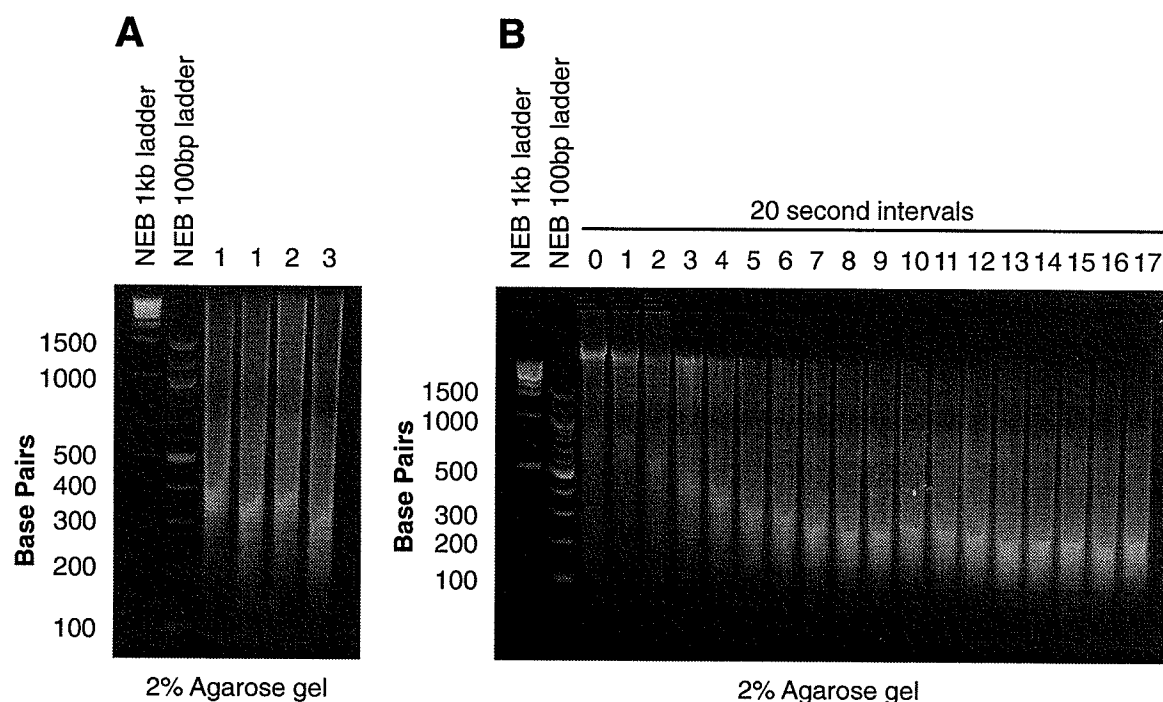 A
NEB 1kb ladder
NEB 100bp ladder
1 1 2 3
Base Pairs
1500
1000
500
400
300
200
100
2% Agarose gel
B
NEB 1kb ladder
NEB 100bp ladder
20 second intervals
0 1 2 3 4 5 6 7 8 9 10 11 12 13 14 15 16 17
Base Pairs
1500
1000
500
300
200
100
2% Agarose gel